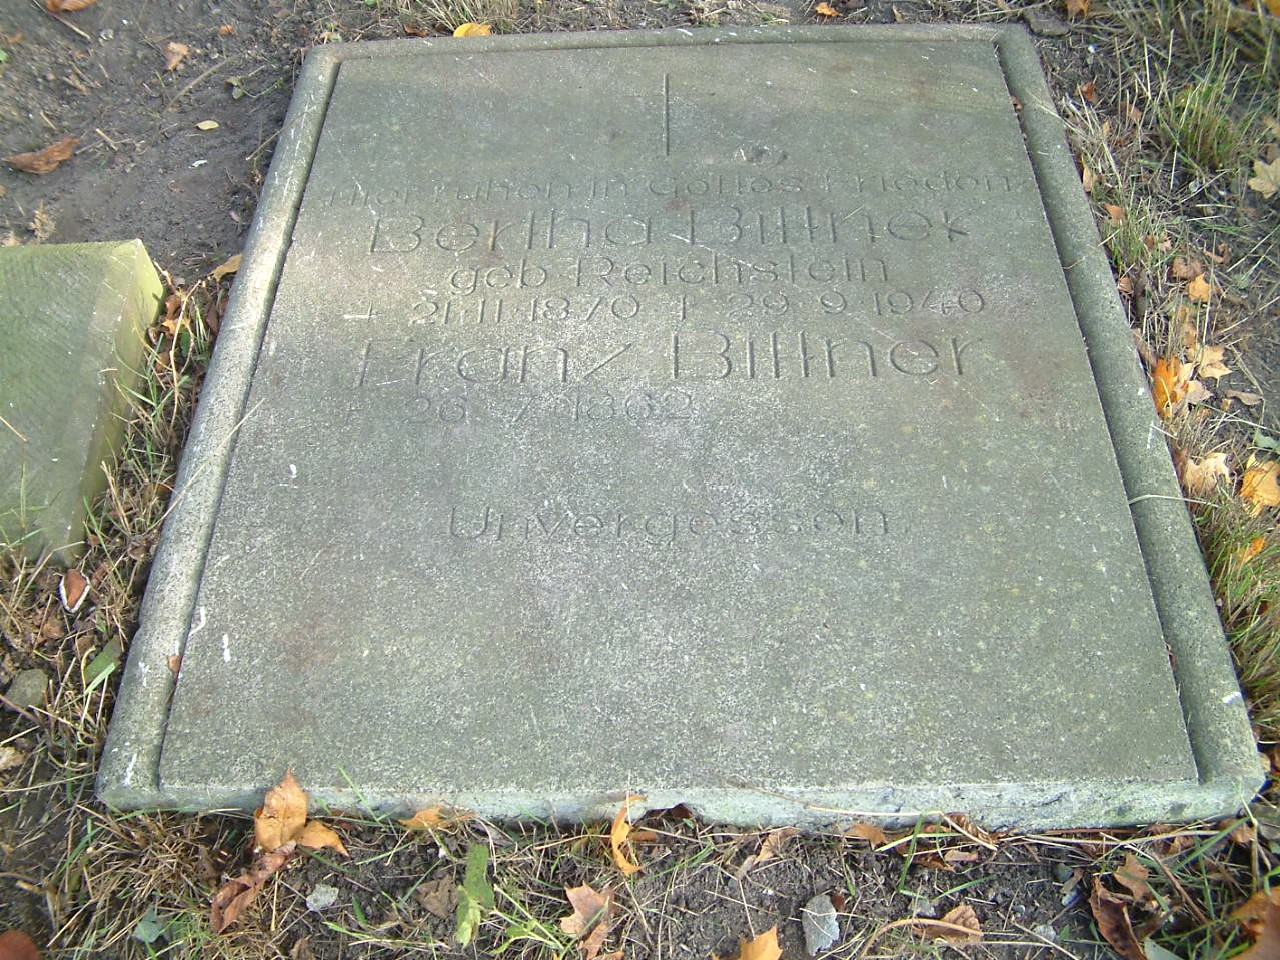 Hier ruhen in Gottes Frieden
Bertha Bittner
geb Reichstein
* 21.11.1870 † 29.9.1940
Franz Bittner
* 26.7.1862
Unvergessen